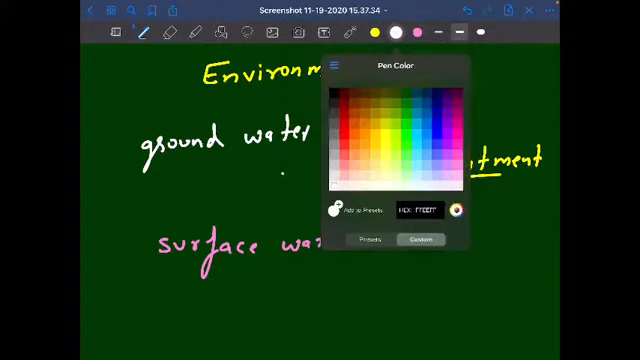 Screenshot 11-19-2020 15.37.34
Environm
Pen Color
ground water
tment
Add to Presets
HEX: FFFFFF
surface wa
Presets
Custom